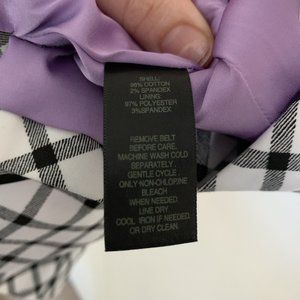 SHELL:
98% COTTON
2% SPANDEX
LINING:
97% POLYESTER
3%SPANDEX
REMOVE BELT
BEFORE CARE.
MACHINE WASH COLD
SEPARATELY.
GENTLE CYCLE.
ONLY NON-CHLORINE
BLEACH
WHEN NEEDED.
LINE DRY.
COOL IRON IF NEEDED.
OR DRY CLEAN.